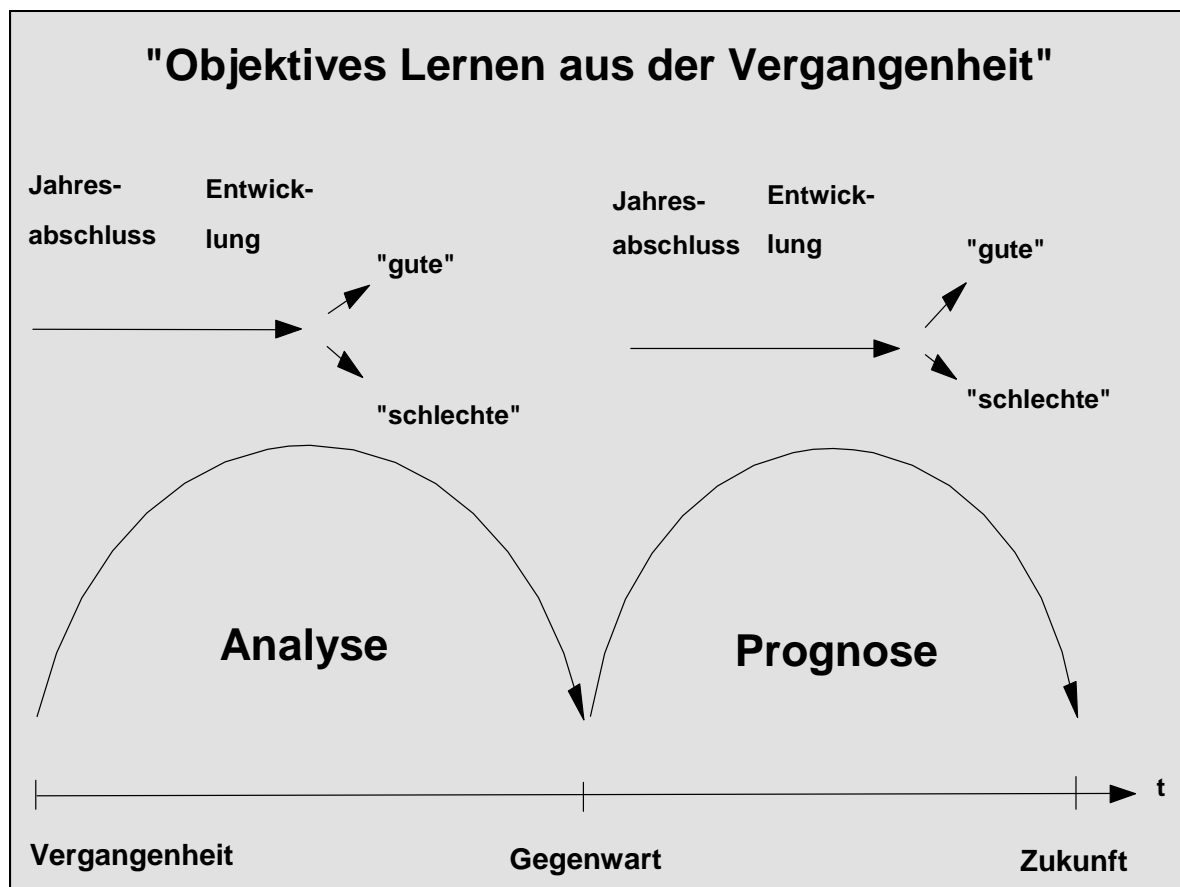 "Objektives Lernen aus der Vergangenheit"
Jahres-
abschluss
Entwick-
lung
"gute"
"schlechte"
Jahres-
abschluss
Entwick-
lung
"gute"
"schlechte"
Analyse
Prognose
t
Vergangenheit
Gegenwart
Zukunft